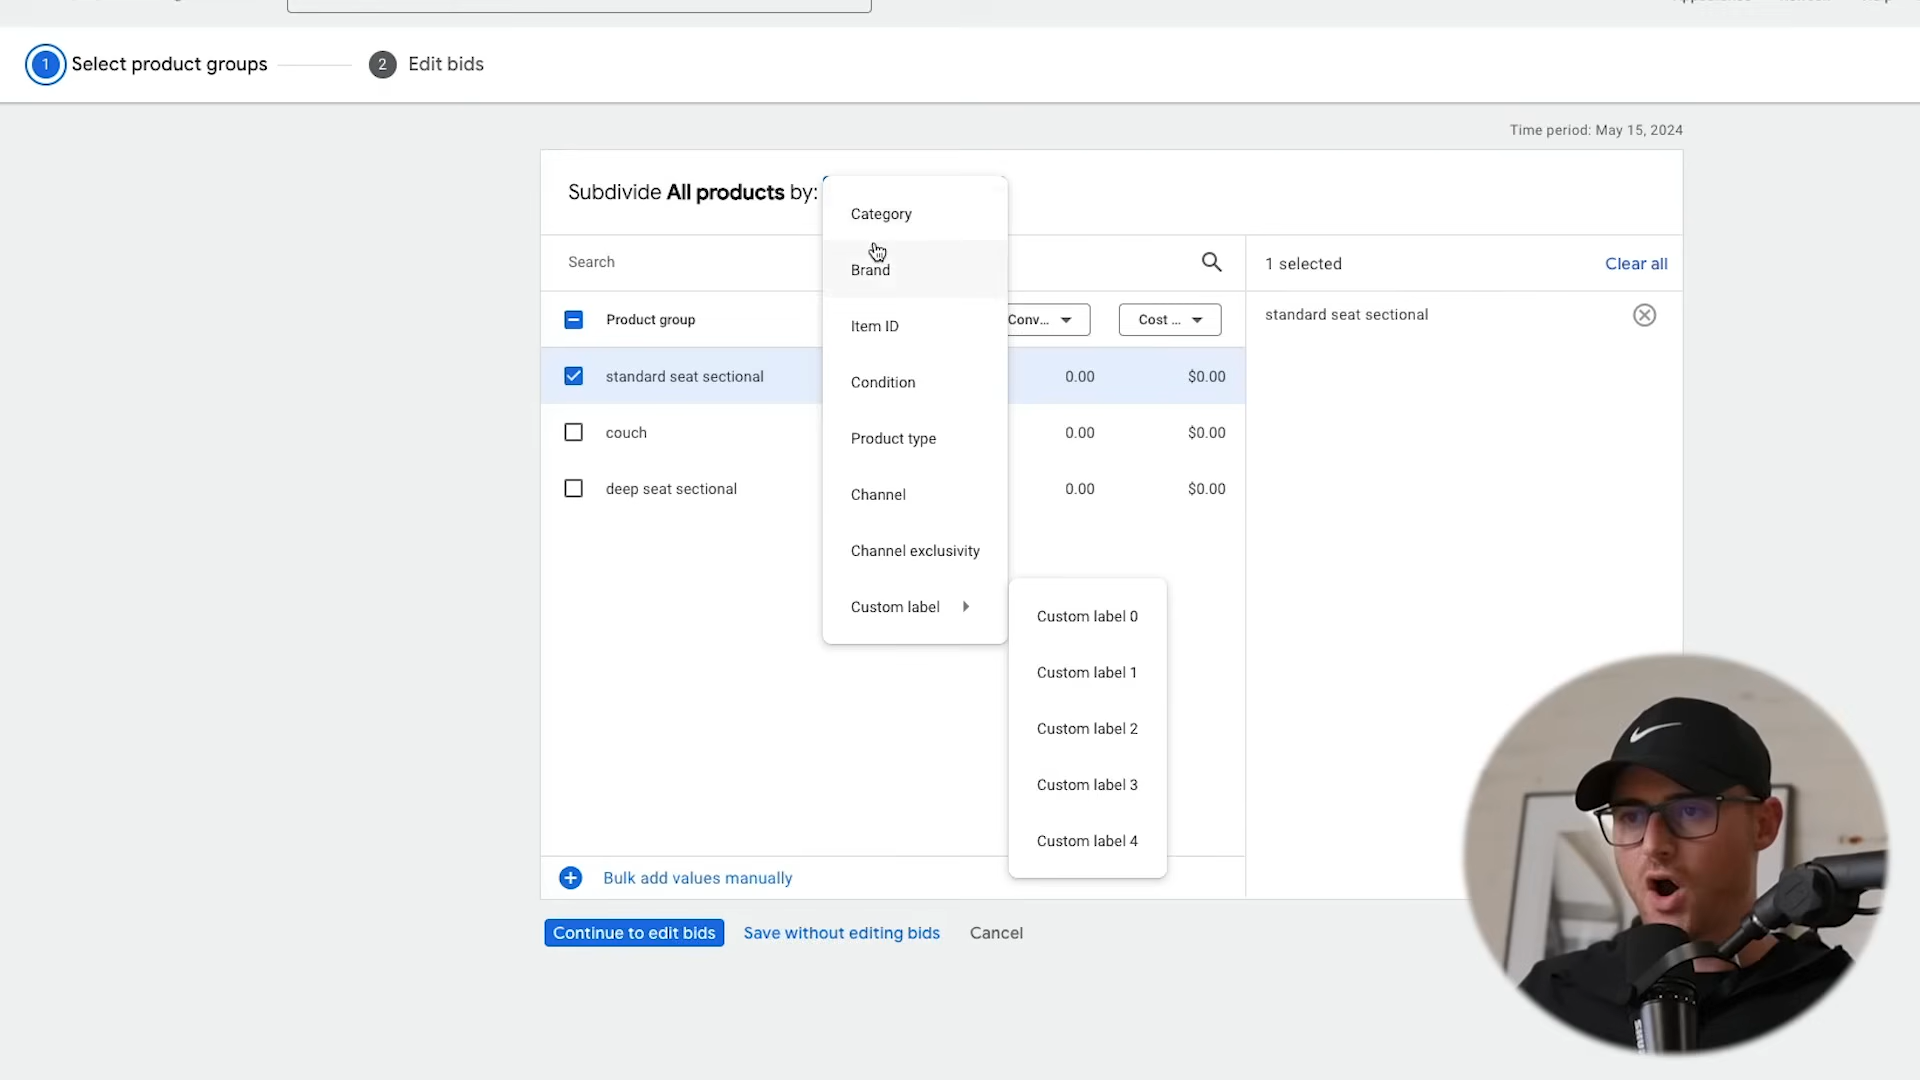 1 Select product groups
2 Edit bids
Time period: May 15, 2024
Subdivide All products by:
Category
Brand
Item ID
Condition
Product type
Channel
Channel exclusivity
Custom label
Custom label 0
Custom label 1
Custom label 2
Custom label 3
Custom label 4
Search
1 selected
Clear all
Product group
Conv...
Cost ...
standard seat sectional
0.00
$0.00
couch
0.00
$0.00
deep seat sectional
0.00
$0.00
standard seat sectional
Bulk add values manually
Continue to edit bids
Save without editing bids
Cancel